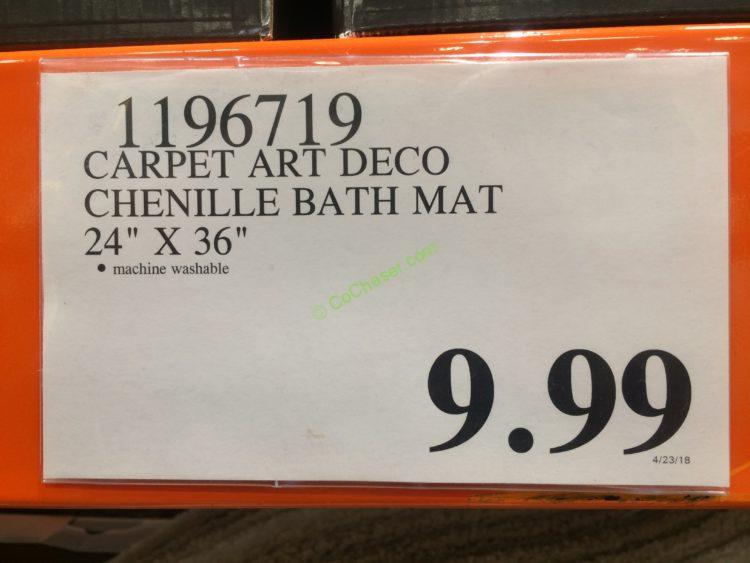 1196719
CARPET ART DECO
CHENILLE BATH MAT
24" X 36"
• machine washable
© CoChaser.com
9.99
4/23/18